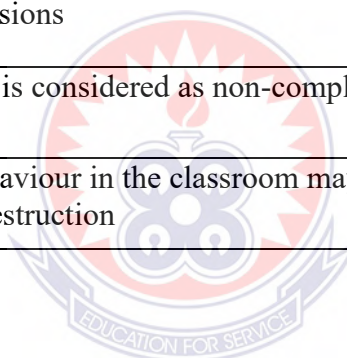 sions
is considered as non-compl
aviour in the classroom ma
estruction
EDUCATION FOR SERVICE